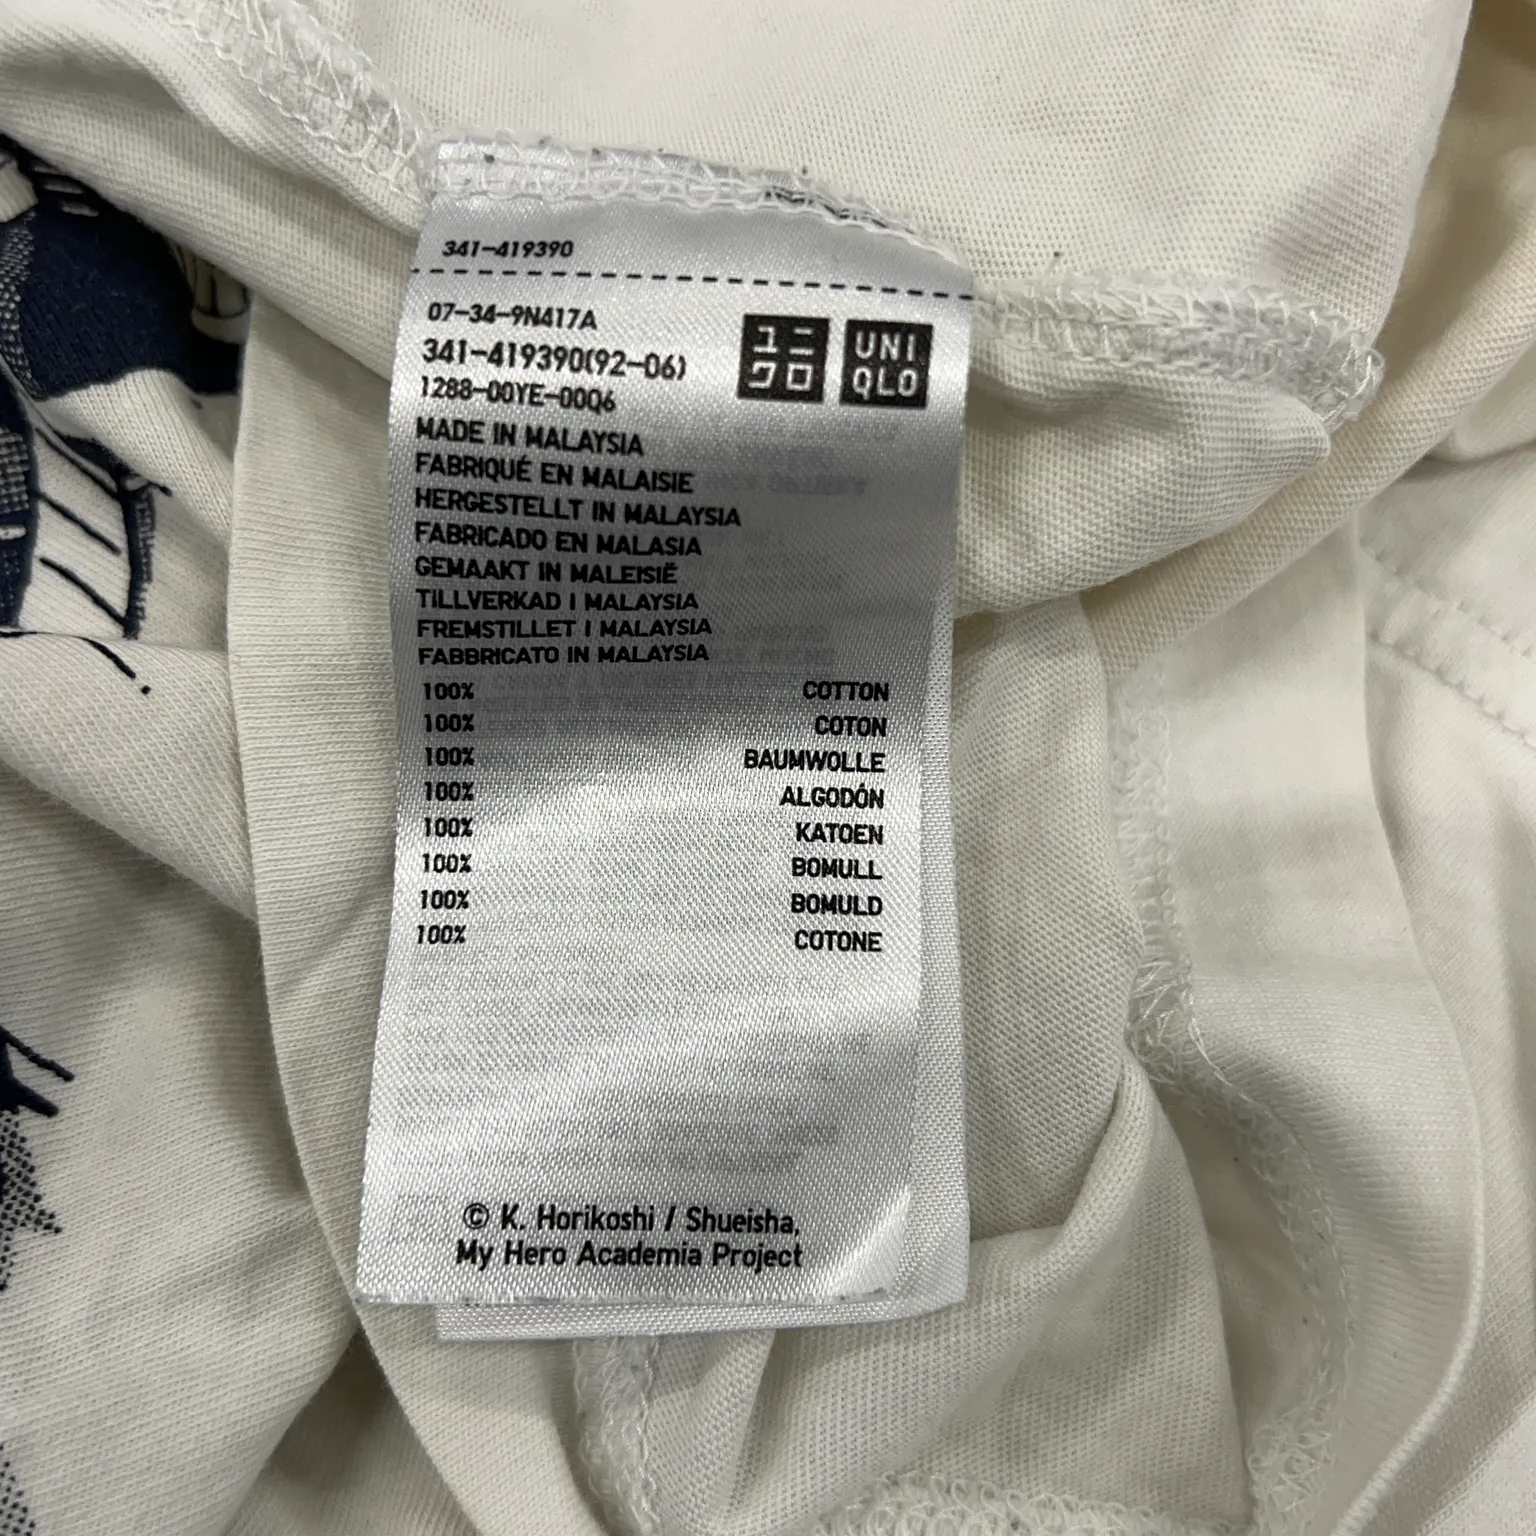 341-419390
07-34-9N417A
341-419390(92-06)
1288-00YE-00Q6
ユニ
クロ
UNI
QLO
MADE IN MALAYSIA
FABRIQUÉ EN MALAISIE
HERGESTELLT IN MALAYSIA
FABRICADO EN MALASIA
GEMAAKT IN MALEISIË
TILLVERKAD I MALAYSIA
FREMSTILLET I MALAYSIA
FABBRICATO IN MALAYSIA
100% COTTON
100% COTON
100% BAUMWOLLE
100% ALGODÓN
100% KATOEN
100% BOMULL
100% BOMULD
100% COTONE
© K. Horikoshi / Shueisha,
My Hero Academia Project